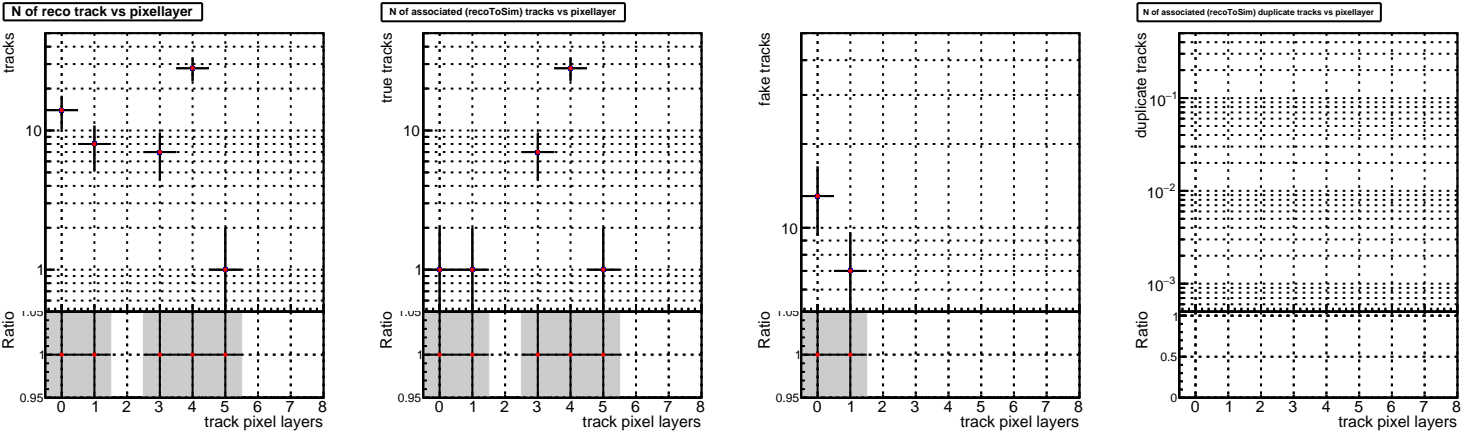 N of reco track vs pixellayer
tracks
10
1
Ratio
1.05
1
0.95
0 1 2 3 4 5 6 7 8
track pixel layers
N of associated (recoToSim) tracks vs pixellayer
true tracks
10
1
Ratio
1.05
1
0.95
0 1 2 3 4 5 6 7 8
track pixel layers
fake tracks
10
Ratio
1.05
1
0.95
0 1 2 3 4 5 6 7 8
track pixel layers
N of associated (recoToSim) duplicate tracks vs pixellayer
duplicate tracks
10⁻¹
10⁻²
10⁻³
Ratio
1
0.5
0
0 1 2 3 4 5 6 7 8
track pixel layers